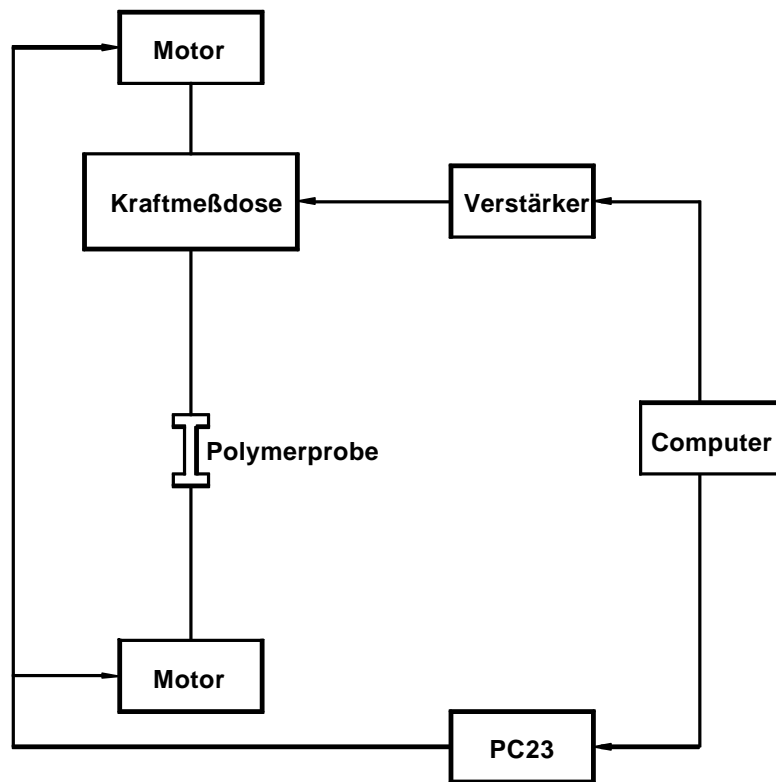 Motor
Kraftmeßdose
Verstärker
Computer
Polymerprobe
Motor
PC23